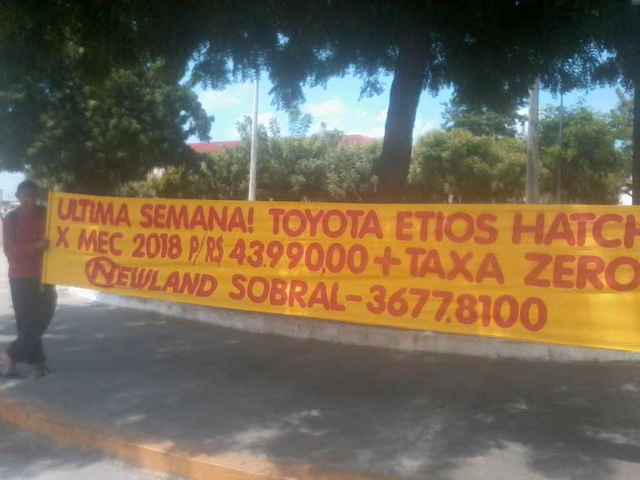 ULTIMA SEMANA! TOYOTA ETIOS HATCH
X MEC 2018 P/R$ 43.990,00 + TAXA ZERO
NEWLAND SOBRAL-3677.8100